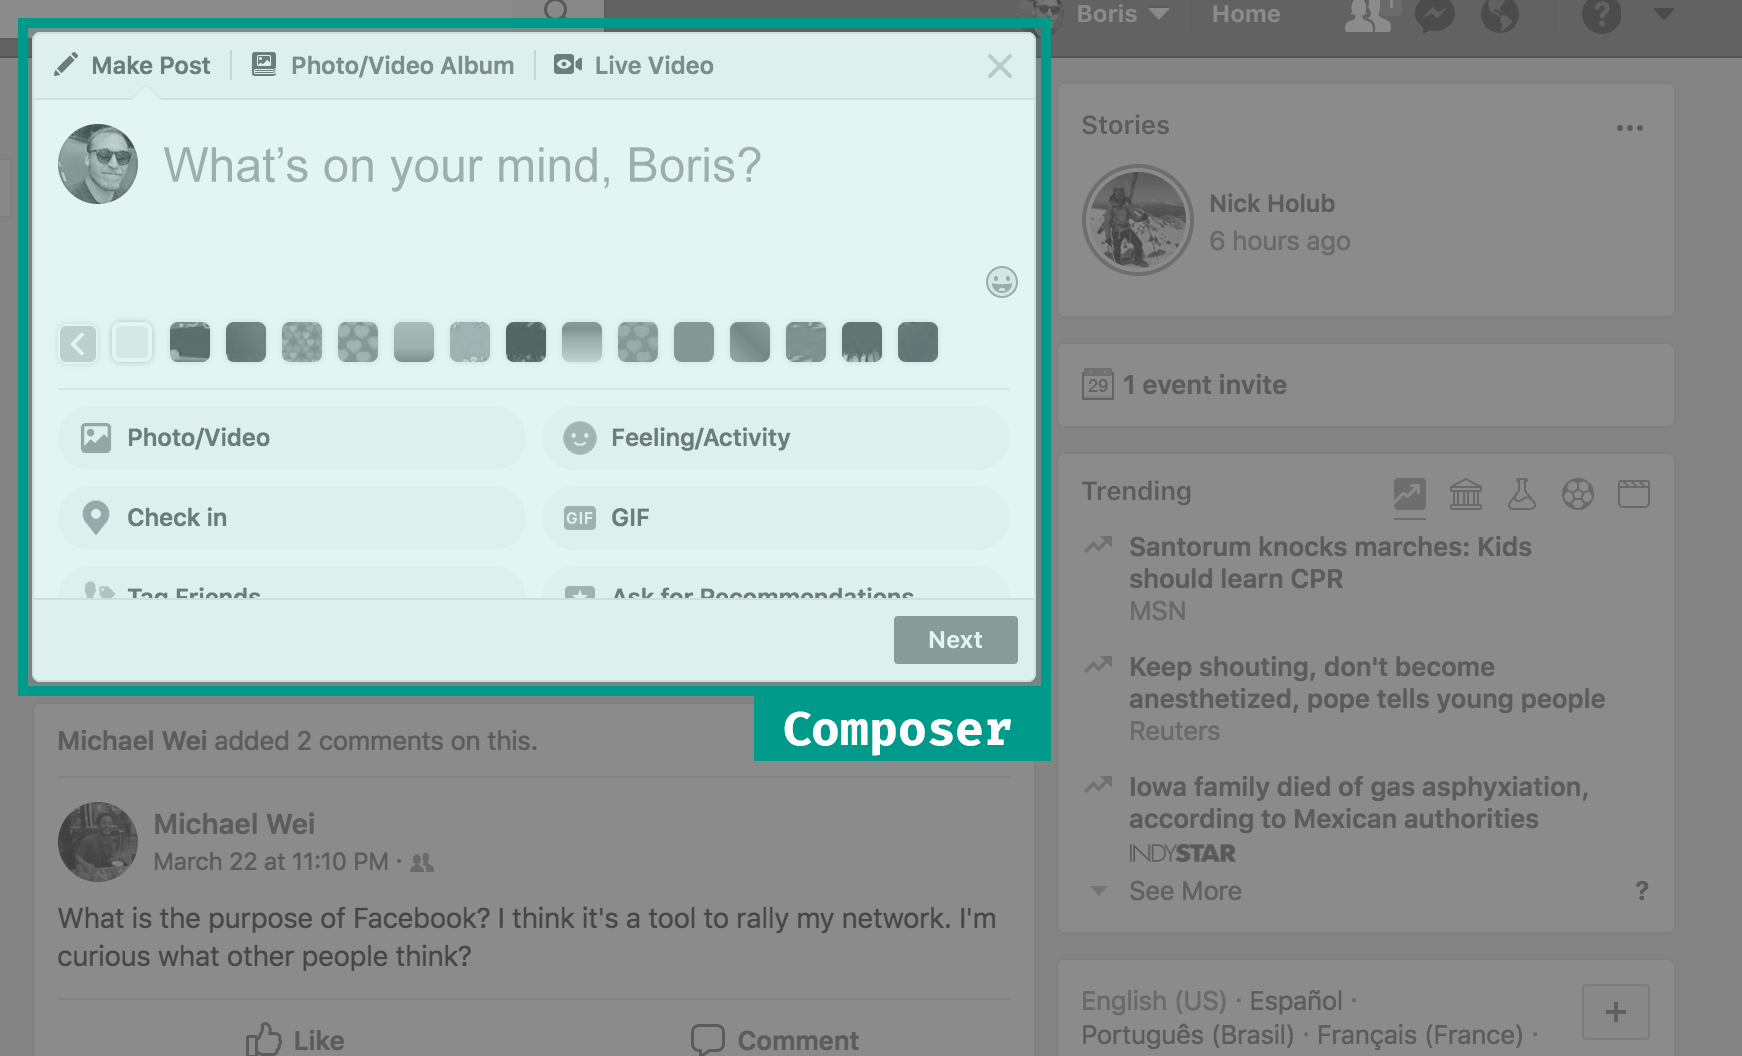 Boris
Home
1
Make Post
Photo/Video Album
Live Video
What's on your mind, Boris?
Photo/Video
Feeling/Activity
Check in
GIF GIF
Tag Friends
Ask for Recommendations
Next
Composer
Stories
Nick Holub
6 hours ago
29 1 event invite
Trending
Santorum knocks marches: Kids
should learn CPR
MSN
Keep shouting, don't become
anesthetized, pope tells young people
Reuters
Iowa family died of gas asphyxiation,
according to Mexican authorities
INDYSTAR
See More ?
Michael Wei added 2 comments on this.
Michael Wei
March 22 at 11:10 PM ·
What is the purpose of Facebook? I think it's a tool to rally my network. I'm
curious what other people think?
Like
Comment
English (US) · Español ·
Português (Brasil) · Français (France) ·